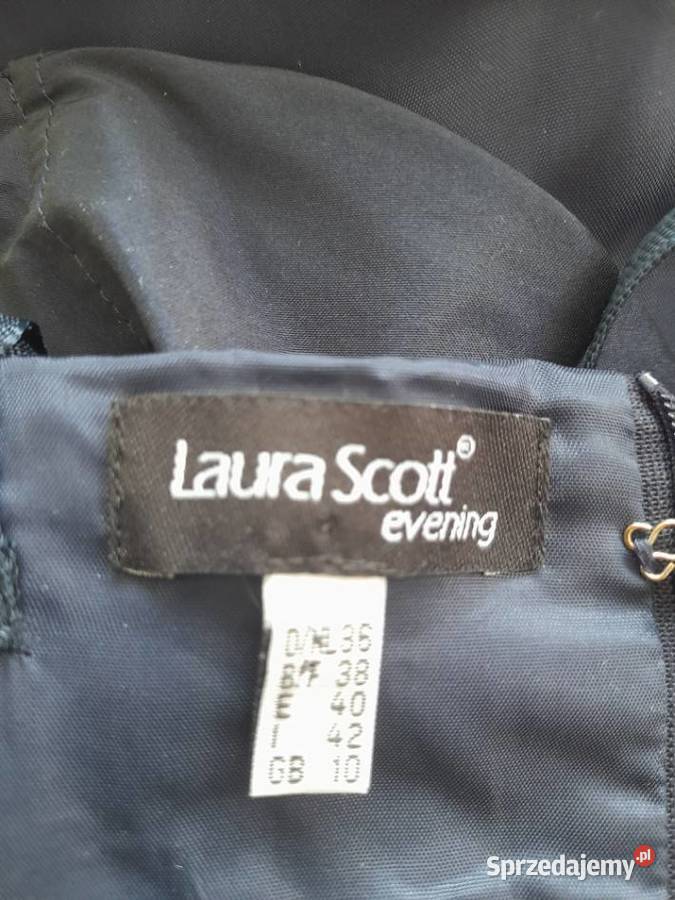 Laura Scott®
evening
D/NL 36
B/F 38
E 40
I 42
GB 10
Sprzedajemy.pl